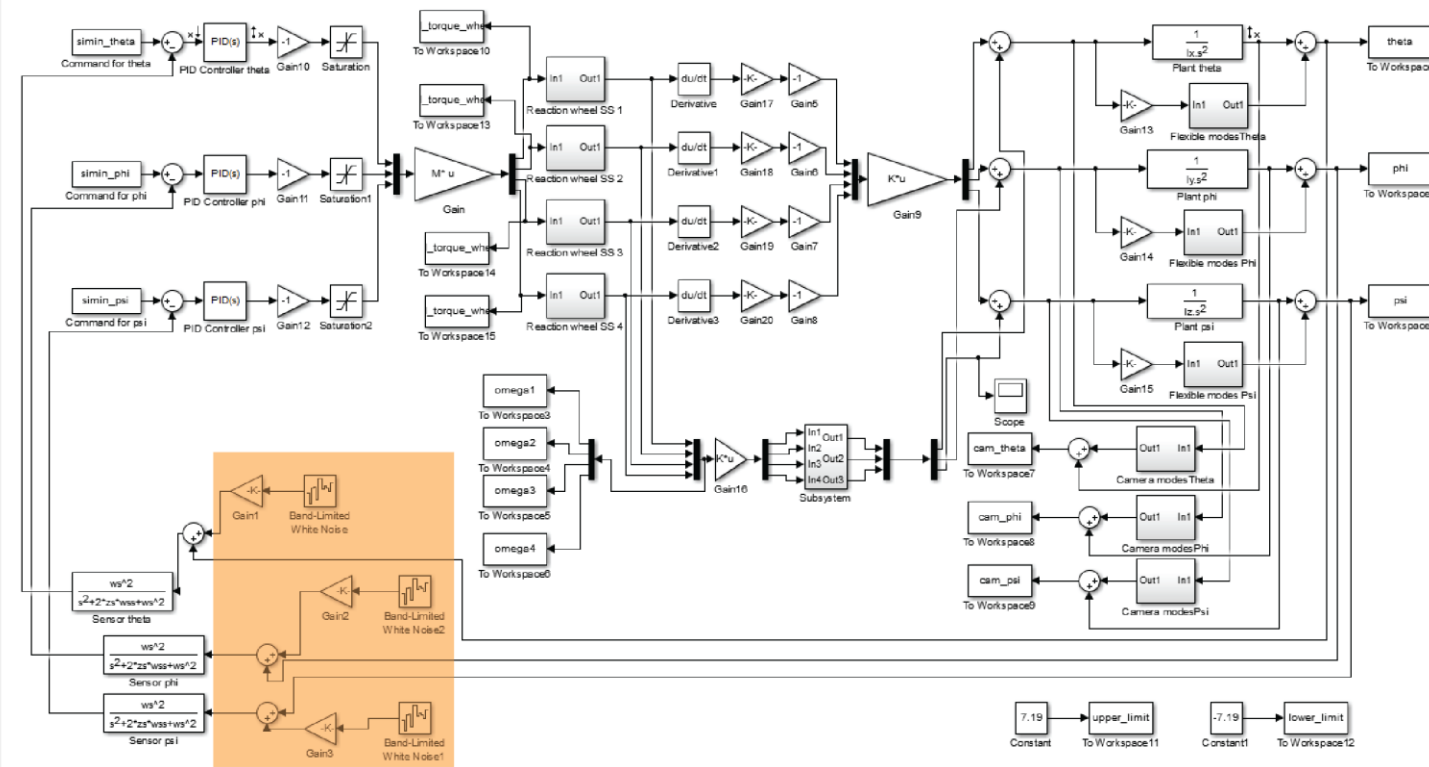 simin_theta
Command for theta
PID(s)
PID Controller theta
-1
Gain10
Saturation
_torque_whe
To Workspace10
In1 Out1
Reaction wheel SS 1
du/dt
Derivative
-K-
Gain17
-1
Gain5
1
Ix.s2
Plant theta
theta
To Workspace
-K-
Gain13
In1 Out1
Flexible modesTheta
_torque_whe
To Workspace13
simin_phi
Command for phi
PID(s)
PID Controller phi
-1
Gain11
Saturation1
M* u
Gain
In1 Out1
Reaction wheel SS 2
du/dt
Derivative1
-K-
Gain18
-1
Gain6
K*u
Gain9
1
Iy.s2
Plant phi
phi
To Workspace
-K-
Gain14
In1 Out1
Flexible modes Phi
_torque_whe
To Workspace14
In1 Out1
Reaction wheel SS 3
du/dt
Derivative2
-K-
Gain19
-1
Gain7
simin_psi
Command for psi
PID(s)
PID Controller psi
-1
Gain12
Saturation2
_torque_whe
To Workspace15
In1 Out1
Reaction wheel SS 4
du/dt
Derivative3
-K-
Gain20
-1
Gain8
1
Iz.s2
Plant psi
psi
To Workspace
-K-
Gain15
In1 Out1
Flexible modes Psi
Scope
omega1
To Workspace3
omega2
To Workspace4
omega3
To Workspace5
omega4
To Workspace6
K*u
Gain16
In1 Out1
In2 Out2
In3
In4 Out3
Subsystem
cam_theta
To Workspace7
Out1 In1
Camera modesTheta
cam_phi
To Workspace8
Out1 In1
Camera modesPhi
cam_psi
To Workspace9
Out1 In1
Camera modesPsi
-K-
Gain1
Band-Limited
White Noise
ws^2
s2+2*zs*wss+ws^2
Sensor theta
-K-
Gain2
Band-Limited
White Noise2
ws^2
s2+2*zs*wss+ws^2
Sensor phi
ws^2
s2+2*zs*wss+ws^2
Sensor psi
-K-
Gain3
Band-Limited
White Noise1
7.19
Constant
upper_limit
To Workspace11
-7.19
Constant1
lower_limit
To Workspace12